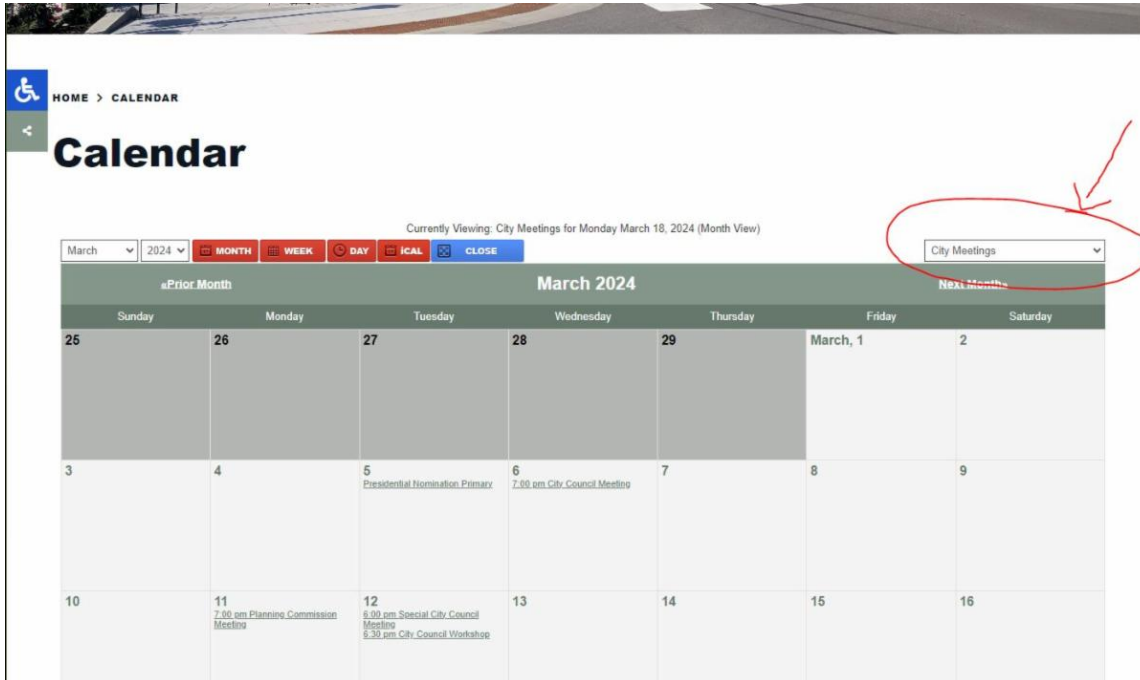 HOME > CALENDAR
Calendar
Currently Viewing: City Meetings for Monday March 18, 2024 (Month View)
March 2024 MONTH WEEK DAY iCAL CLOSE City Meetings
«Prior Month March 2024 Next Month»
Sunday Monday Tuesday Wednesday Thursday Friday Saturday
25 26 27 28 29 March, 1 2
3 4 5 6 7 8 9
Presidential Nomination Primary 7:00 pm City Council Meeting
10 11 12 13 14 15 16
7:00 pm Planning Commission
Meeting
6:00 pm Special City Council
Meeting
6:30 pm City Council Workshop